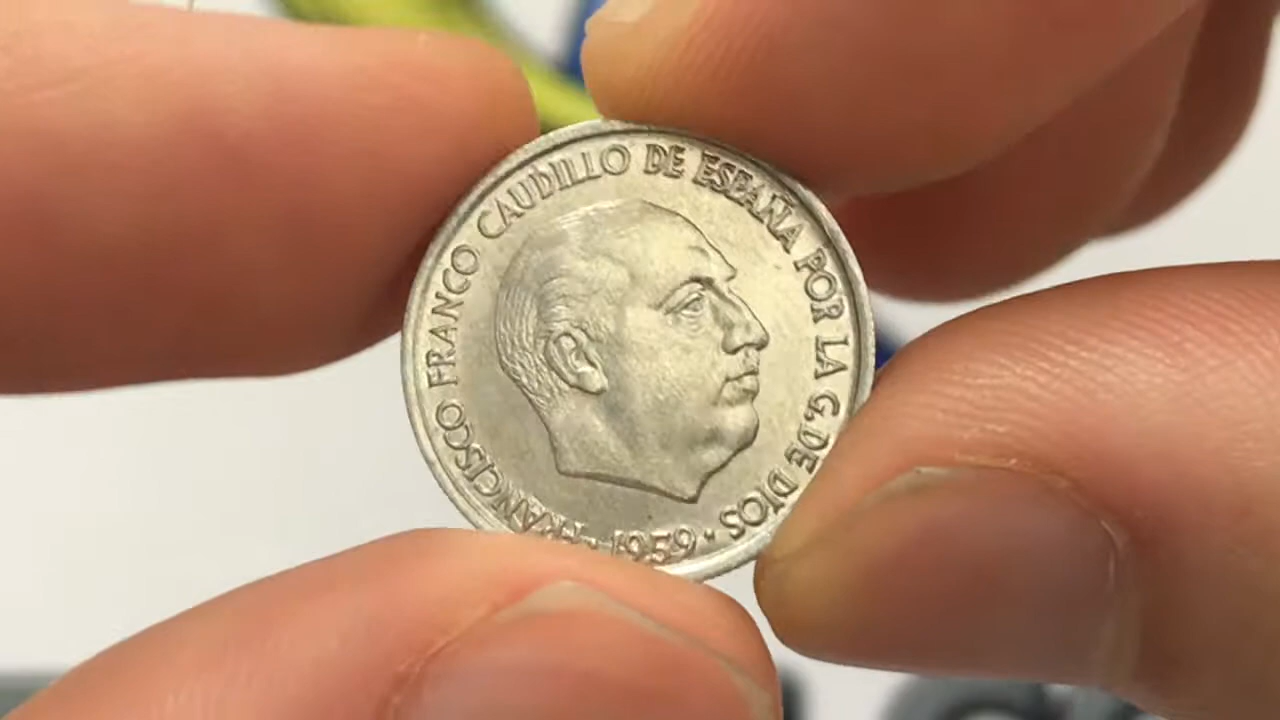 FRANCISCO FRANCO CAUDILLO DE ESPAÑA POR LA G. DE DIOS
· 1959 ·